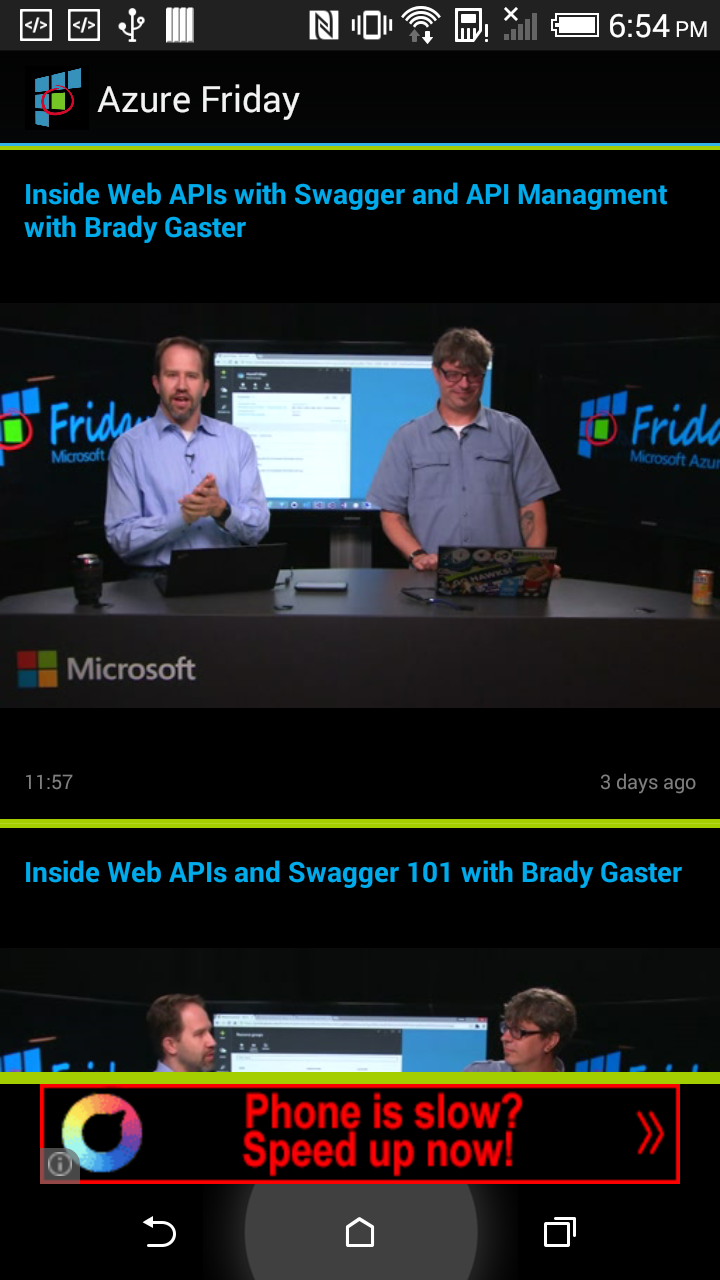 6:54 PM
Azure Friday
Inside Web APIs with Swagger and API Managment
with Brady Gaster
Friday
Microsoft
Friday
Microsoft Azure
HAWKS!
Microsoft
11:57
3 days ago
Inside Web APIs and Swagger 101 with Brady Gaster
Phone is slow?
Speed up now!